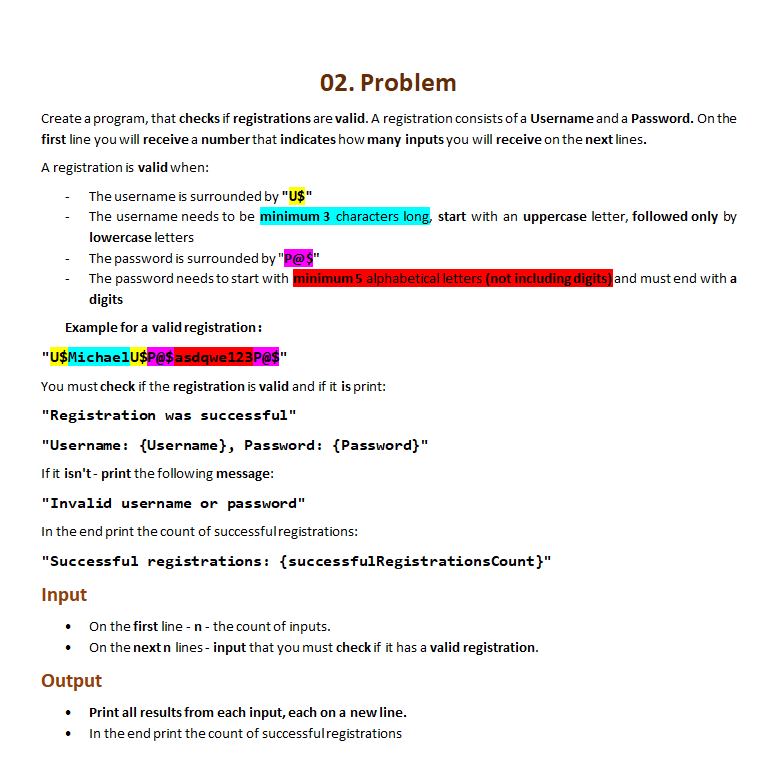 02. Problem
Create a program, that checks if registrations are valid. A registration consists of a Username and a Password. On the
first line you will receive a number that indicates how many inputs you will receive on the next lines.
A registration is valid when:
- The username is surrounded by "U$"
- The username needs to be minimum 3 characters long, start with an uppercase letter, followed only by
lowercase letters
- The password is surrounded by "P@$"
- The password needs to start with minimum 5 alphabetical letters (not including digits) and must end with a
digits
Example for a valid registration:
"U$MichaelU$P@$asdqwe123P@$"
You must check if the registration is valid and if it is print:
"Registration was successful"
"Username: {Username}, Password: {Password}"
If it isn't - print the following message:
"Invalid username or password"
In the end print the count of successful registrations:
"Successful registrations: {successfulRegistrationsCount}"
Input
• On the first line - n - the count of inputs.
• On the next n lines - input that you must check if it has a valid registration.
Output
• Print all results from each input, each on a new line.
• In the end print the count of successful registrations